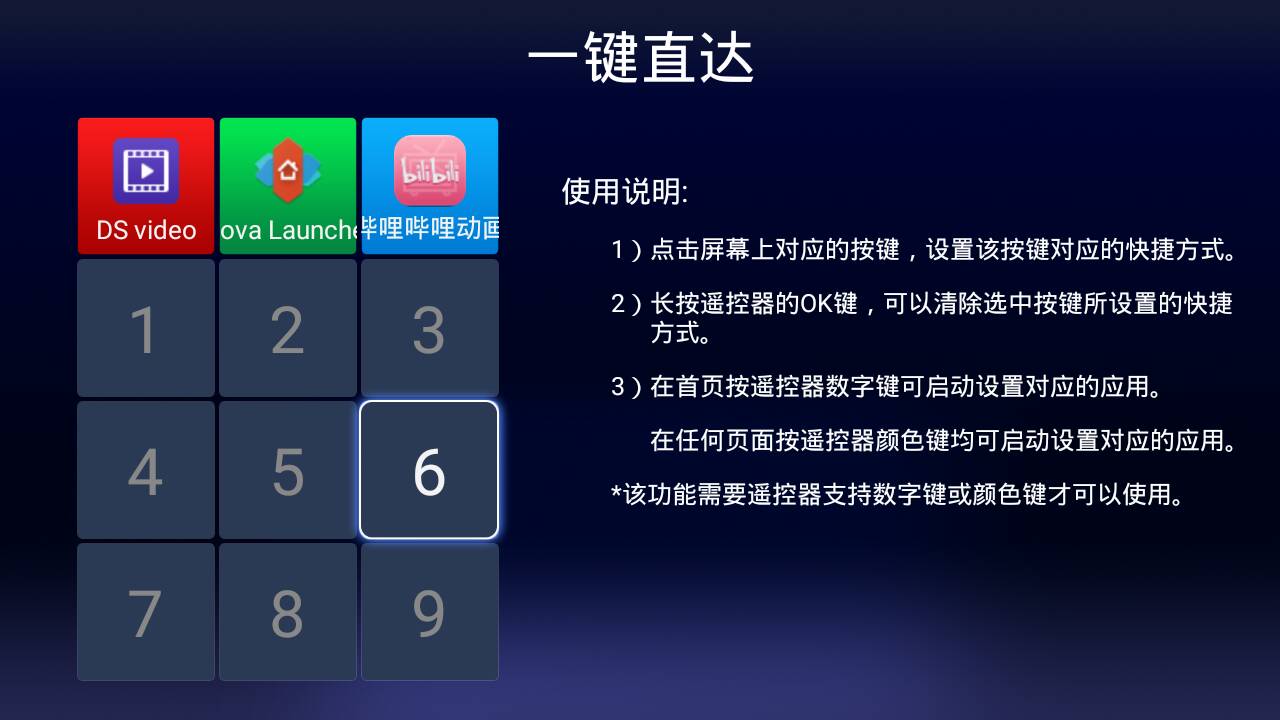 一键直达
DS video
ova Launche
哔哩哔哩动画
bilibili
1
2
3
4
5
6
7
8
9
使用说明:
1）点击屏幕上对应的按键，设置该按键对应的快捷方式。
2）长按遥控器的OK键，可以清除选中按键所设置的快捷
方式。
3）在首页按遥控器数字键可启动设置对应的应用。
在任何页面按遥控器颜色键均可启动设置对应的应用。
*该功能需要遥控器支持数字键或颜色键才可以使用。